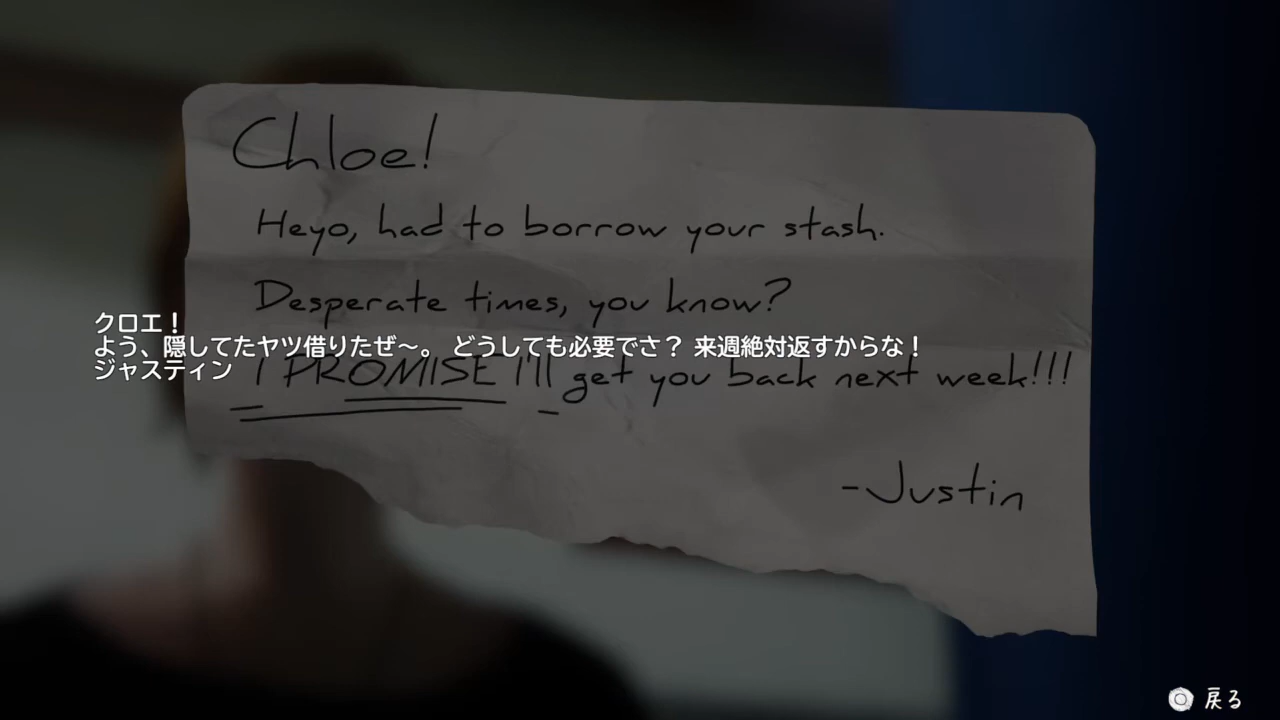 Chloe!
Heyo, had to borrow your stash.
Desperate times, you know?
I PROMISE I'll get you back next week!!!
-Justin
クロエ！
よう、隠してたヤツ借りたぜ～。 どうしても必要でさ？ 来週絶対返すからな！
ジャスティン
戻る